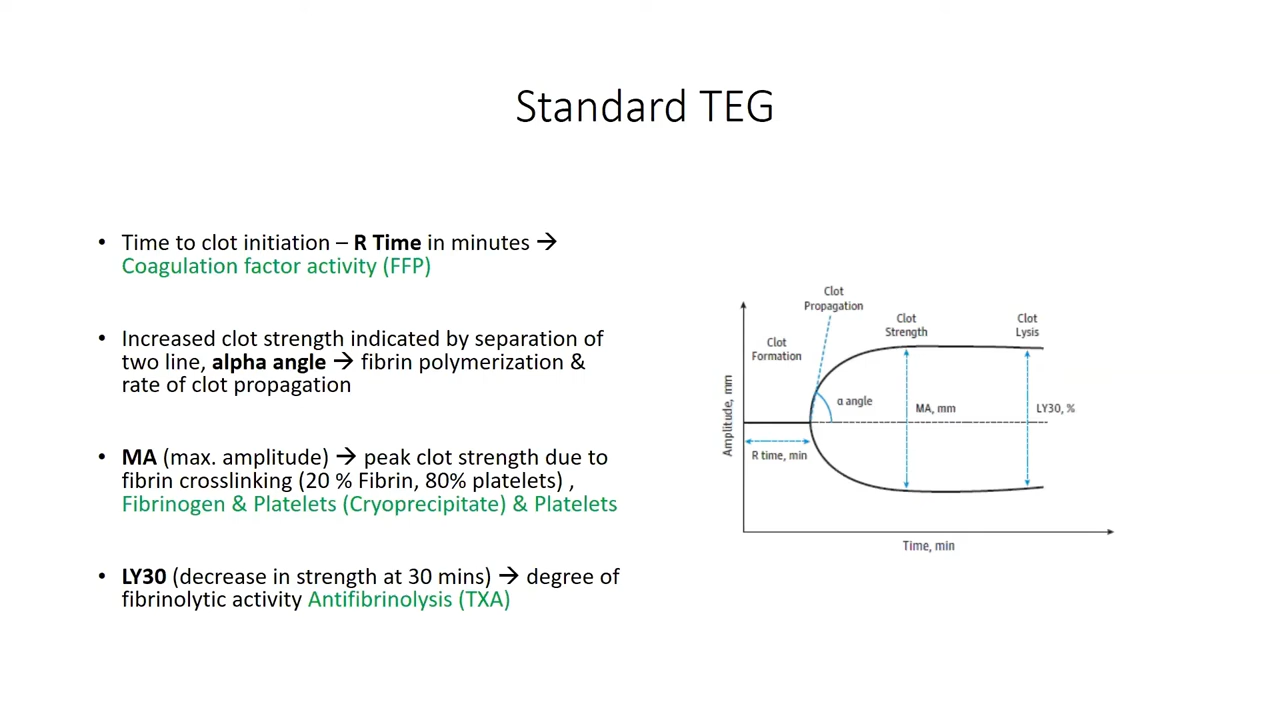 Standard TEG
• Time to clot initiation – R Time in minutes →
Coagulation factor activity (FFP)
• Increased clot strength indicated by separation of
two line, alpha angle → fibrin polymerization &
rate of clot propagation
• MA (max. amplitude) → peak clot strength due to
fibrin crosslinking (20 % Fibrin, 80% platelets) ,
Fibrinogen & Platelets (Cryoprecipitate) & Platelets
• LY30 (decrease in strength at 30 mins) → degree of
fibrinolytic activity Antifibrinolysis (TXA)
Clot
Propagation
Clot
Strength
Clot
Lysis
Clot
Formation
α angle
MA, mm
LY30, %
R time, min
Amplitude, mm
Time, min